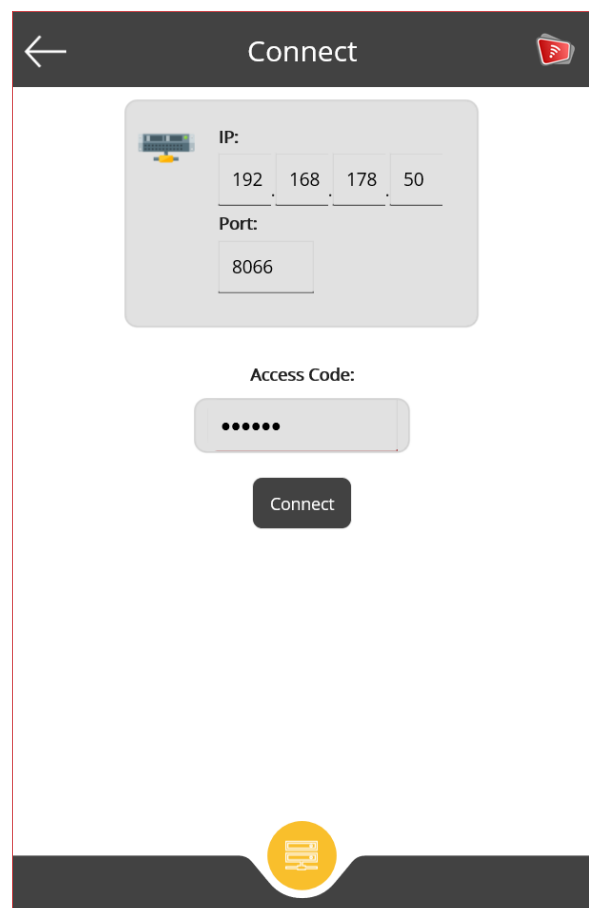 Connect
IP:
192.168.178.50
Port:
8066
Access Code:
••••••
Connect